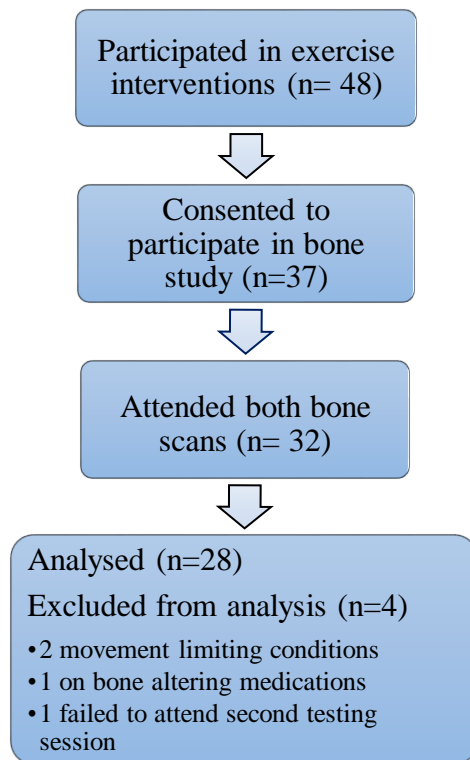 Participated in exercise
interventions (n= 48)
Consented to
participate in bone
study (n=37)
Attended both bone
scans (n= 32)
Analysed (n=28)
Excluded from analysis (n=4)
•2 movement limiting conditions
•1 on bone altering medications
•1 failed to attend second testing
session